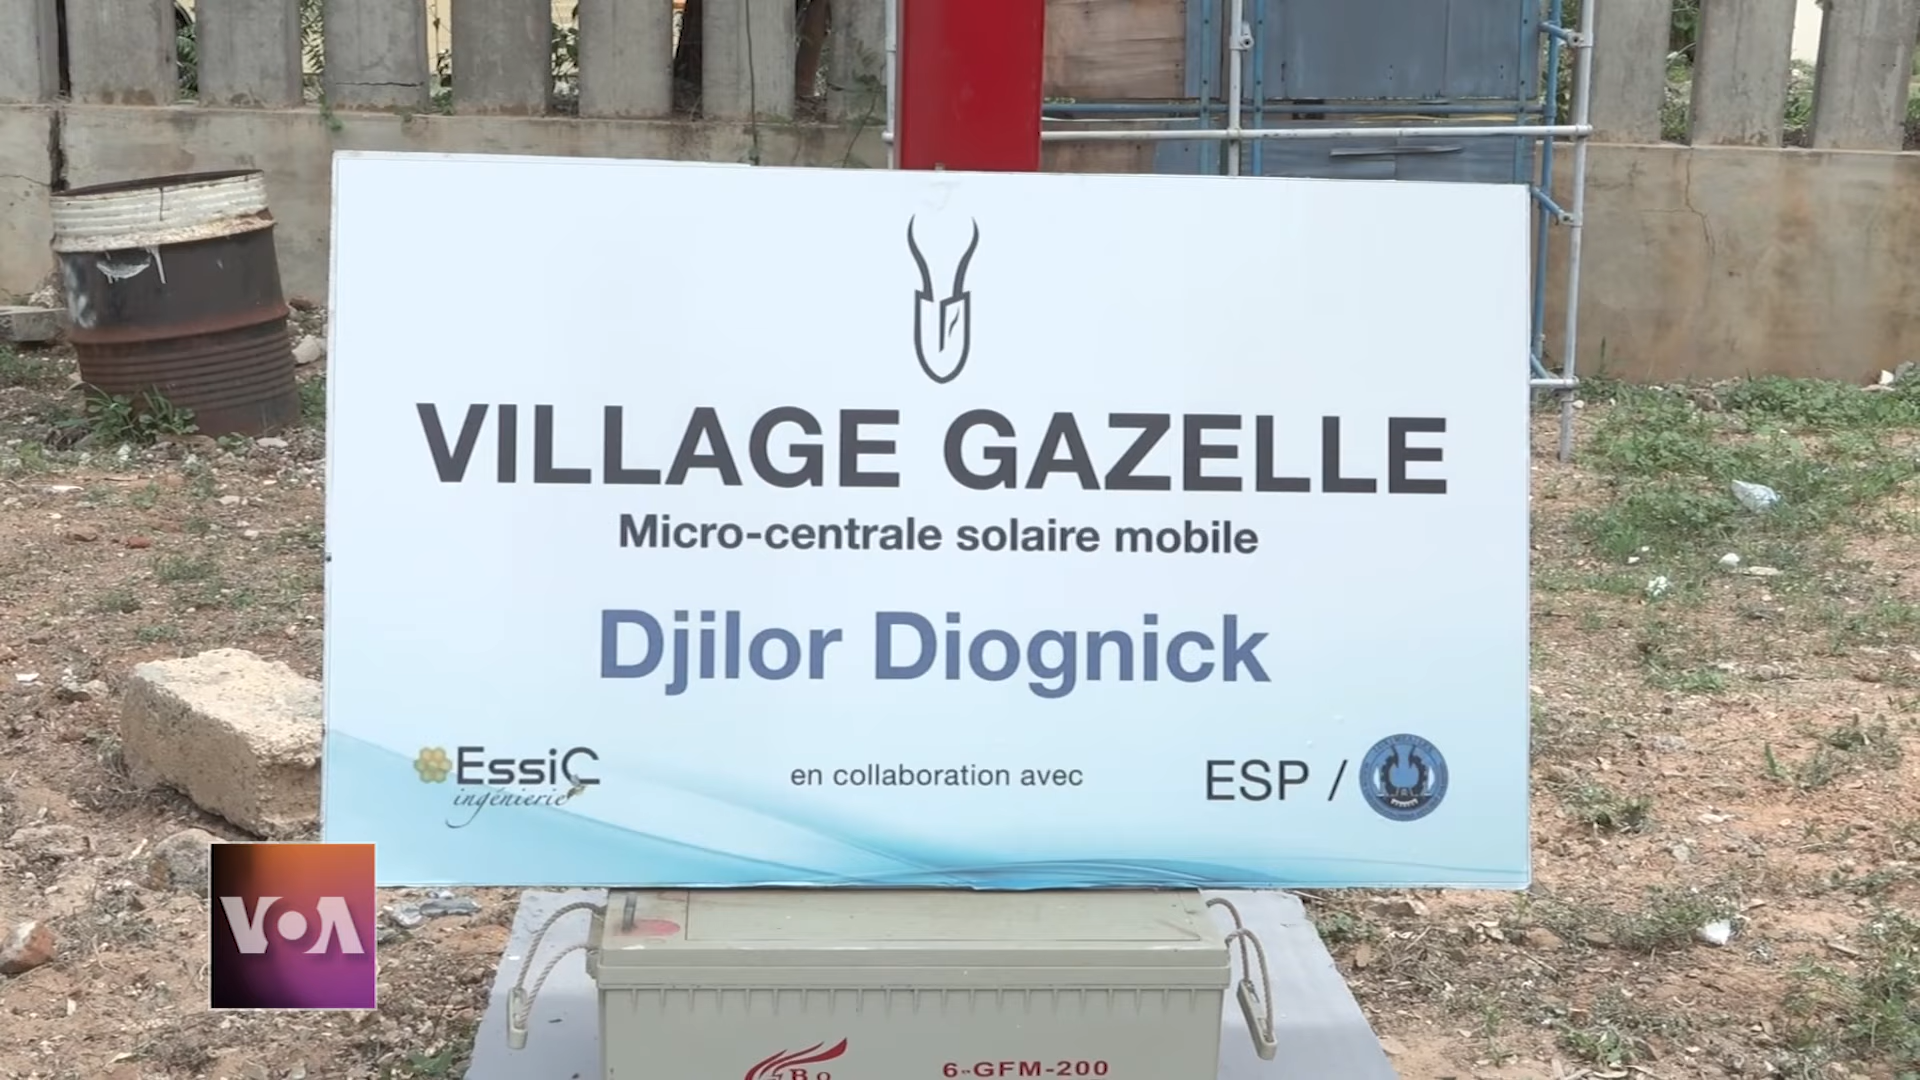 VILLAGE GAZELLE
Micro-centrale solaire mobile
Djilor Diognick
EssiC
ingénierie
en collaboration avec
ESP /
VOA
6-GFM-200